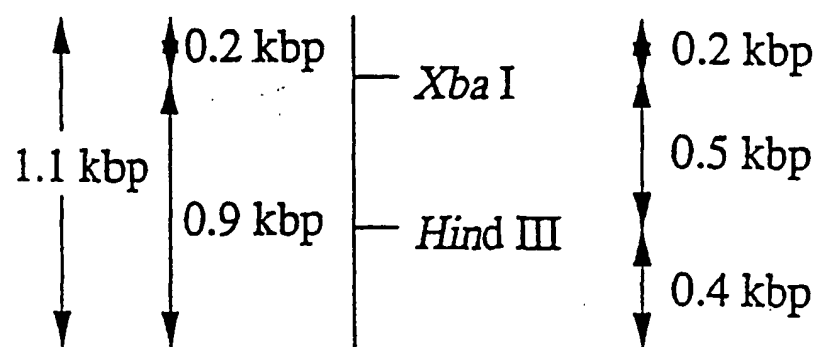 0.2 kbp
Xba I
0.2 kbp
1.1 kbp
0.5 kbp
0.9 kbp
Hind III
0.4 kbp